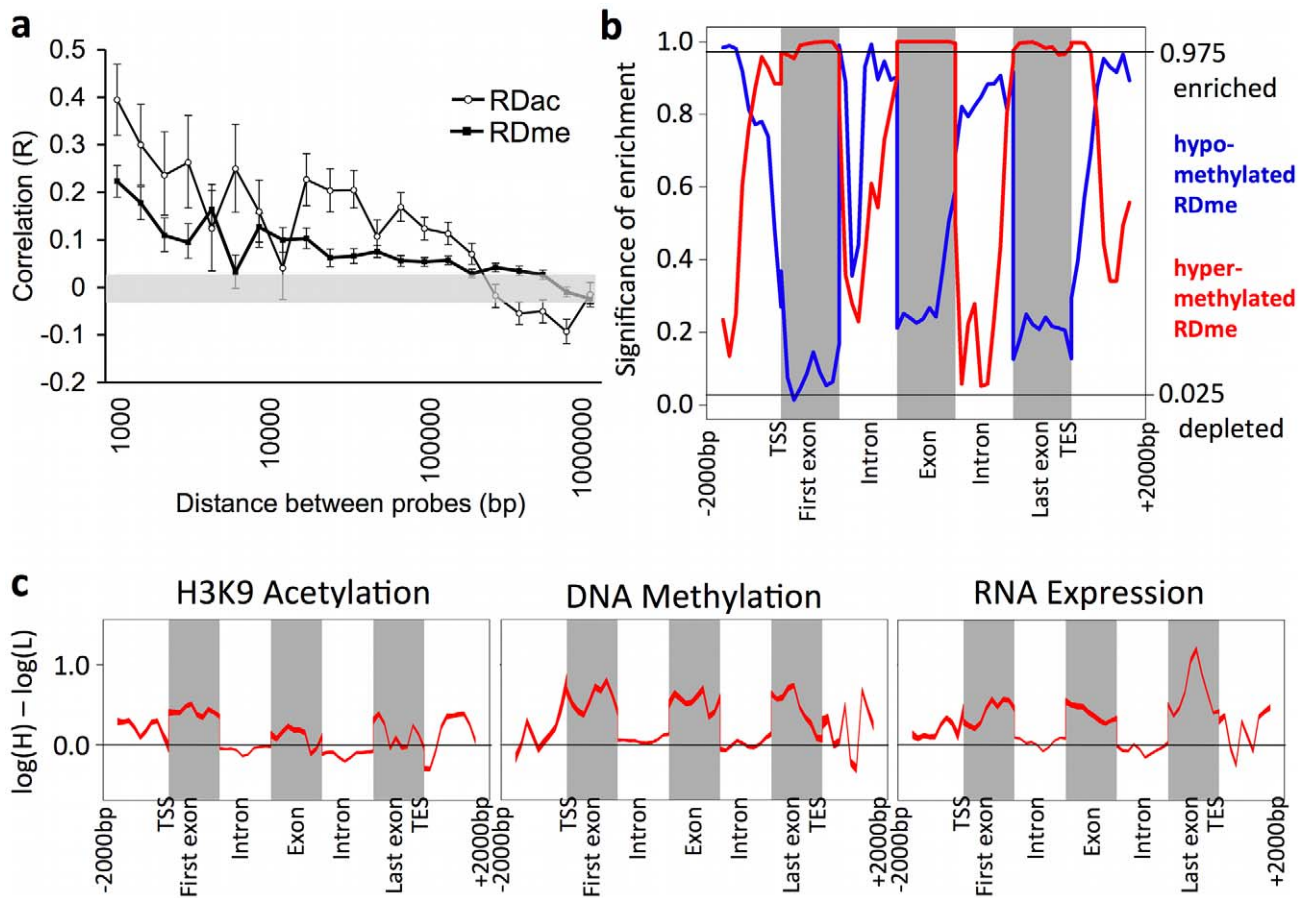 a
0.5
0.4
0.3
0.2
0.1
0
-0.1
-0.2
Correlation (R)
RDac
RDme
1000
10000
100000
1000000
Distance between probes (bp)
b
1.0
0.8
0.6
0.4
0.2
0.0
Significance of enrichment
0.975
enriched
hypo-
methylated
RDme
hyper-
methylated
RDme
0.025
depleted
-2000bp
TSS
First exon
Intron
Exon
Intron
Last exon
TES
+2000bp
c
H3K9 Acetylation
DNA Methylation
RNA Expression
log(H) – log(L)
1.0
0.0
-2000bp
TSS
First exon
Intron
Exon
Intron
Last exon
TES
+2000bp
TSS
First exon
Intron
Exon
Intron
Last exon
TES
+2000bp
-2000bp
TSS
First exon
Intron
Exon
Intron
Last exon
TES
+2000bp